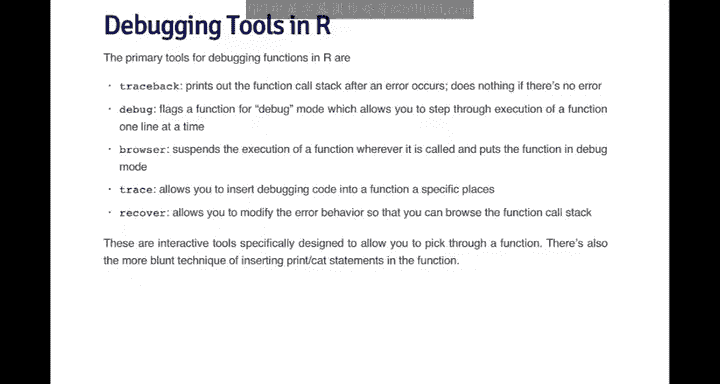 Debugging Tools in R
The primary tools for debugging functions in R are
· traceback: prints out the function call stack after an error occurs; does nothing if there's no error
· debug: flags a function for "debug" mode which allows you to step through execution of a function
one line at a time
· browser: suspends the execution of a function wherever it is called and puts the function in debug
mode
· trace: allows you to insert debugging code into a function a specific places
· recover: allows you to modify the error behavior so that you can browse the function call stack
These are interactive tools specifically designed to allow you to pick through a function. There's also
the more blunt technique of inserting print/cat statements in the function.